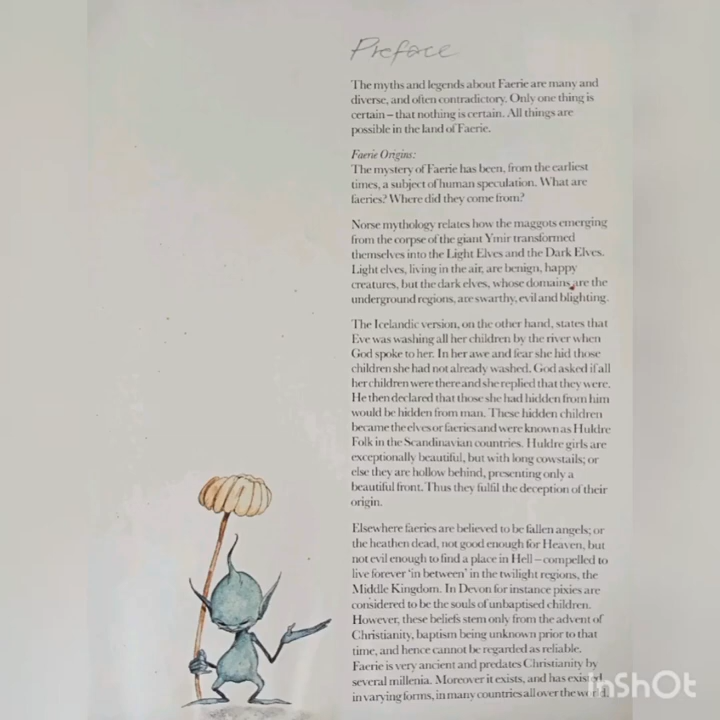 Preface
The myths and legends about Faerie are many and
diverse, and often contradictory. Only one thing is
certain – that nothing is certain. All things are
possible in the land of Faerie.
Faerie Origins:
The mystery of Faerie has been, from the earliest
times, a subject of human speculation. What are
faeries? Where did they come from?
Norse mythology relates how the maggots emerging
from the corpse of the giant Ymir transformed
themselves into the Light Elves and the Dark Elves.
Light elves, living in the air, are benign, happy
creatures, but the dark elves, whose domains are the
underground regions, are swarthy, evil and blighting.
The Icelandic version, on the other hand, states that
Eve was washing all her children by the river when
God spoke to her. In her awe and fear she hid those
children she had not already washed. God asked if all
her children were there and she replied that they were.
He then declared that those she had hidden from him
would be hidden from man. These hidden children
became the elves or faeries and were known as Huldre
Folk in the Scandinavian countries. Huldre girls are
exceptionally beautiful, but with long cowstails; or
else they are hollow behind, presenting only a
beautiful front. Thus they fulfil the deception of their
origin.
Elsewhere faeries are believed to be fallen angels; or
the heathen dead, not good enough for Heaven, but
not evil enough to find a place in Hell – compelled to
live forever 'in between' in the twilight regions, the
Middle Kingdom. In Devon for instance pixies are
considered to be the souls of unbaptised children.
However, these beliefs stem only from the advent of
Christianity, baptism being unknown prior to that
time, and hence cannot be regarded as reliable.
Faerie is very ancient and predates Christianity by
several millenia. Moreover it exists, and has existed
in varying forms, in many countries all over the world.
InShOt